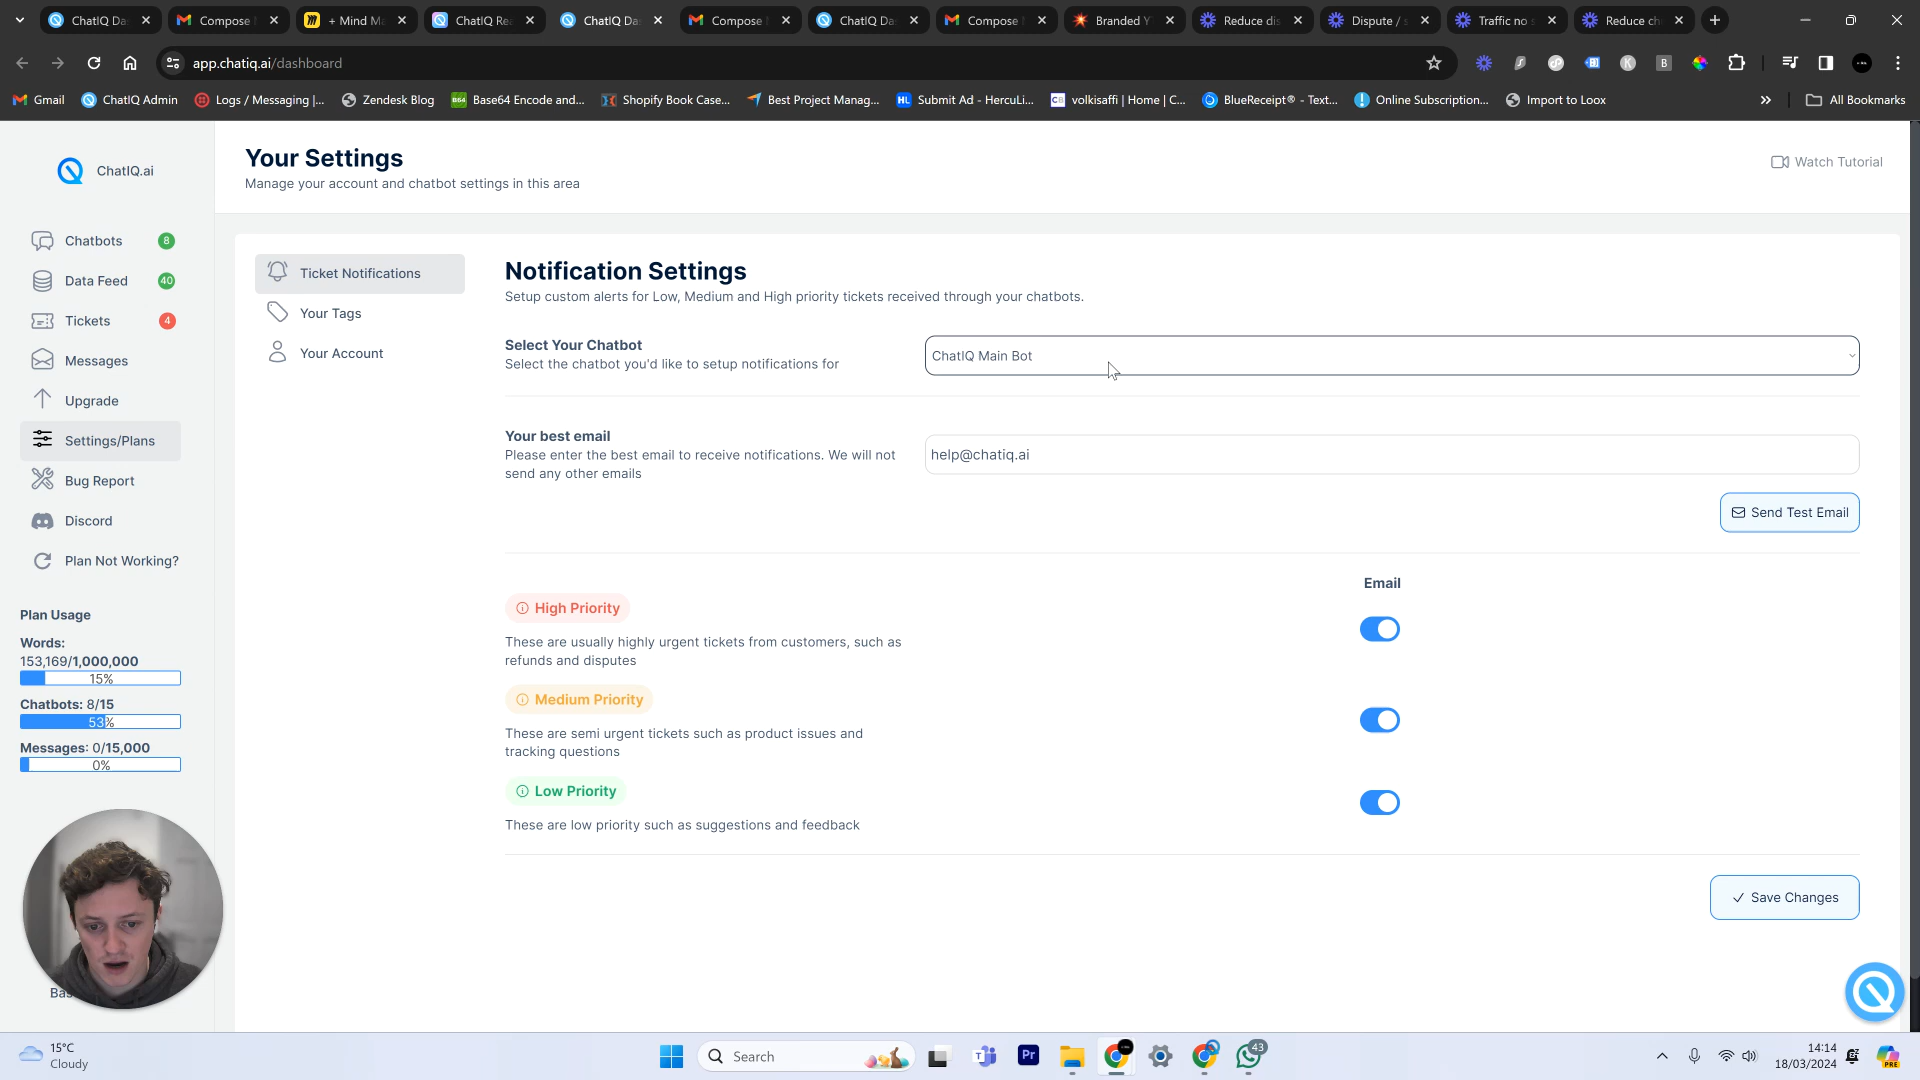 ChatIQ Da
Compose
+ Mind Ma
ChatIQ Re
ChatIQ Da
Compose
ChatIQ Da
Compose
Branded Y
Reduce di
Dispute /
Traffic no s
Reduce ch
app.chatiq.ai/dashboard
Gmail
ChatIQ Admin
Logs / Messaging |...
Zendesk Blog
Base64 Encode and...
Shopify Book Case...
Best Project Manag...
Submit Ad - HercuLi...
volkisaffi | Home | C...
BlueReceipt® - Text...
Online Subscription...
Import to Loox
All Bookmarks
ChatIQ.ai
Your Settings
Manage your account and chatbot settings in this area
Watch Tutorial
Chatbots 8
Data Feed 40
Tickets 4
Messages
Upgrade
Settings/Plans
Bug Report
Discord
Plan Not Working?
Plan Usage
Words:
153,169/1,000,000
15%
Chatbots: 8/15
53%
Messages: 0/15,000
0%
Ticket Notifications
Your Tags
Your Account
Notification Settings
Setup custom alerts for Low, Medium and High priority tickets received through your chatbots.
Select Your Chatbot
Select the chatbot you'd like to setup notifications for
ChatIQ Main Bot
Your best email
Please enter the best email to receive notifications. We will not
send any other emails
help@chatiq.ai
Send Test Email
Email
High Priority
These are usually highly urgent tickets from customers, such as
refunds and disputes
Medium Priority
These are semi urgent tickets such as product issues and
tracking questions
Low Priority
These are low priority such as suggestions and feedback
Save Changes
15°C
Cloudy
Search
Pr
43
14:14
18/03/2024
PRE